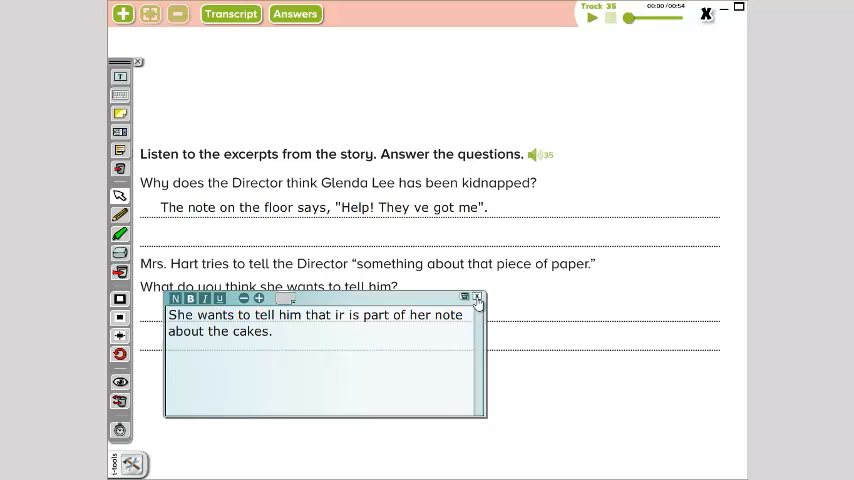 Transcript
Answers
Track 35
00:00 / 00:54
X
Listen to the excerpts from the story. Answer the questions. 35
Why does the Director think Glenda Lee has been kidnapped?
The note on the floor says, "Help! They ve got me".
Mrs. Hart tries to tell the Director “something about that piece of paper.”
What do you think she wants to tell him?
N B I U
She wants to tell him that ir is part of her note
about the cakes.
t-tools